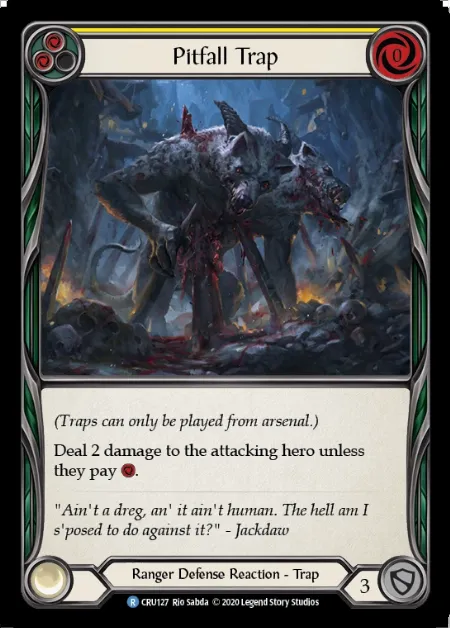 Pitfall Trap
0
(Traps can only be played from arsenal.)
Deal 2 damage to the attacking hero unless
they pay .
"Ain't a dreg, an' it ain't human. The hell am I
s'posed to do against it?" - Jackdaw
Ranger Defense Reaction - Trap
3
R CRU127 Rio Sabda © 2020 Legend Story Studios